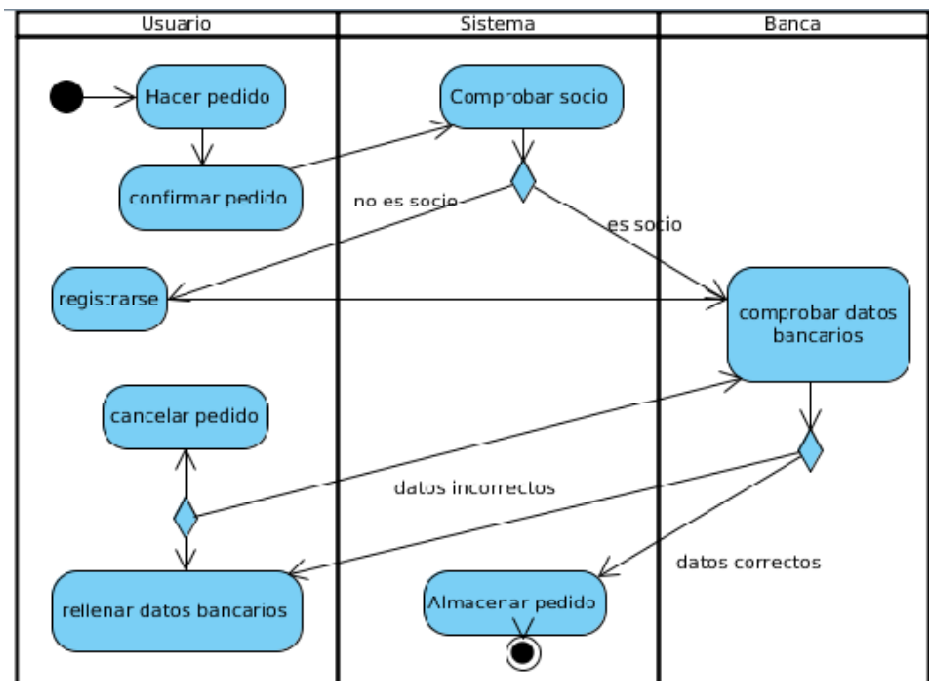 Usuario
Sistema
Banca
Hacer pedido
Comprobar socio
confirmar pedido
no es socio
es socio
registrarse
comprobar datos
bancarios
cancelar pedido
datos incorrectos
datos correctos
rellenar datos bancarios
Almacenar pedido